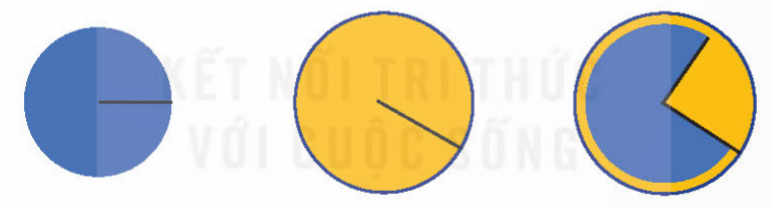 KẾT NỐI TRI THỨC
VỚI CUỘC SỐNG